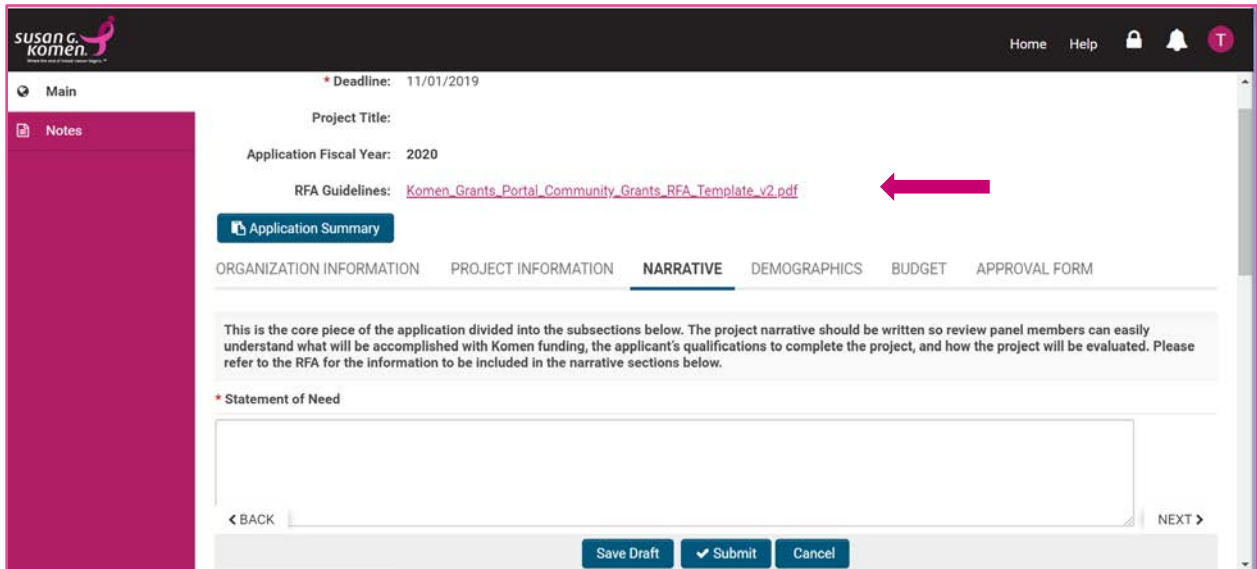 susan g.
komen.
Home Help T
Main
Notes
* Deadline: 11/01/2019
Project Title:
Application Fiscal Year: 2020
RFA Guidelines: Komen_Grants_Portal_Community_Grants_RFA_Template_v2.pdf
Application Summary
ORGANIZATION INFORMATION PROJECT INFORMATION NARRATIVE DEMOGRAPHICS BUDGET APPROVAL FORM
This is the core piece of the application divided into the subsections below. The project narrative should be written so review panel members can easily
understand what will be accomplished with Komen funding, the applicant's qualifications to complete the project, and how the project will be evaluated. Please
refer to the RFA for the information to be included in the narrative sections below.
* Statement of Need
< BACK NEXT >
Save Draft Submit Cancel